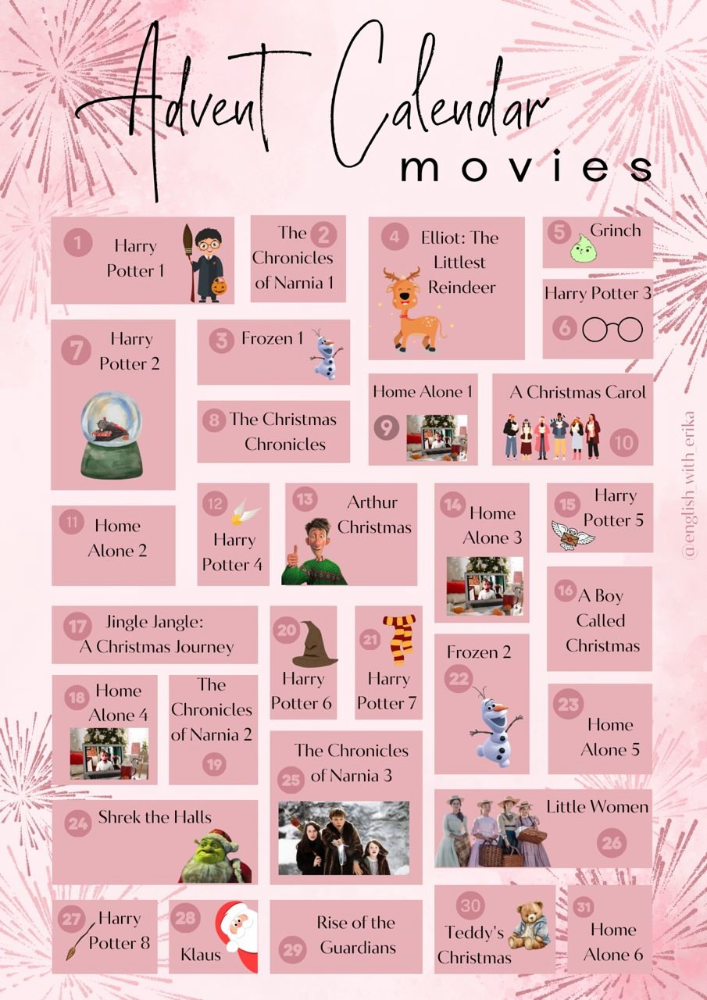 Advent Calendar
movies
1
Harry
Potter 1
The 2
Chronicles
of Narnia 1
4
Elliot: The
Littlest
Reindeer
5
Grinch
Harry Potter 3
6
7
Harry
Potter 2
3
Frozen 1
8
The Christmas
Chronicles
Home Alone 1
9
A Christmas Carol
10
11
Home
Alone 2
12
Harry
Potter 4
13
Arthur
Christmas
14
Home
Alone 3
15
Harry
Potter 5
16
A Boy
Called
Christmas
17
Jingle Jangle:
A Christmas Journey
20
Harry
Potter 6
21
Harry
Potter 7
Frozen 2
22
18
Home
Alone 4
The
Chronicles
of Narnia 2
19
23
Home
Alone 5
The Chronicles
of Narnia 3
25
24
Shrek the Halls
Little Women
26
27
Harry
Potter 8
28
Klaus
Rise of the
Guardians
29
30
Teddy's
Christmas
31
Home
Alone 6
@english_with_erika